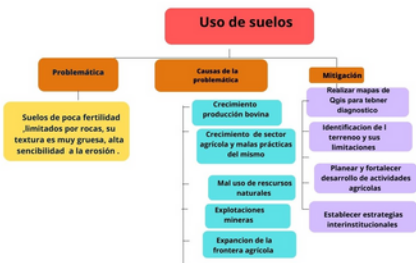 Uso de suelos
Problemática
Suelos de poca fertilidad
,limitados por rocas, su
textura es muy gruesa, alta
sencibilidad a la erosión .
Causas de la
problemática
Crecimiento
producción bovina
Crecimiento de sector
agrícola y malas prácticas
del mismo
Mal uso de rescursos
naturales
Explotaciones
mineras
Expancion de la
frontera agrícola
Mitigación
Realizar mapas de
Qgis para tebner
diagnostico
Identificacion de l
terrenoo y sus
limitaciones
Planear y fortalecer
desarrollo de actividades
agrícolas
Establecer estrategias
interinstitucionales